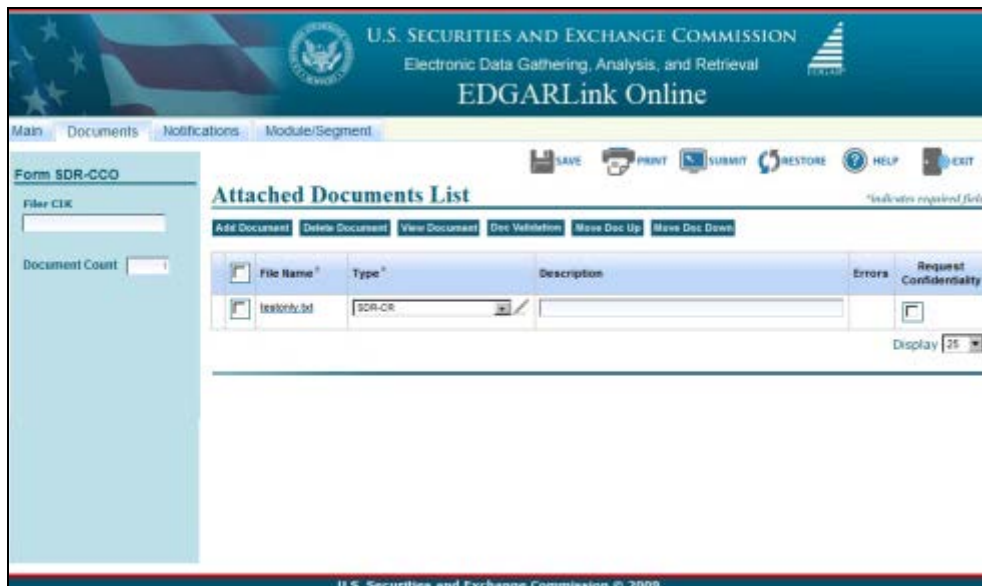 U.S. SECURITIES AND EXCHANGE COMMISSION
Electronic Data Gathering, Analysis, and Retrieval
EDGARLink Online
Main Documents Notifications Module/Segment
SAVE PRINT SUBMIT RESTORE HELP EXIT
Form SDR-CCO
Filer CIK
Document Count 1
Attached Documents List
*indicates required field
Add Document Delete Document View Document Doc Validation Move Doc Up Move Doc Down
File Name * Type * Description Errors Request Confidentiality
testonly.txt SDR-CR
Display 25
U.S. Securities and Exchange Commission © 2009